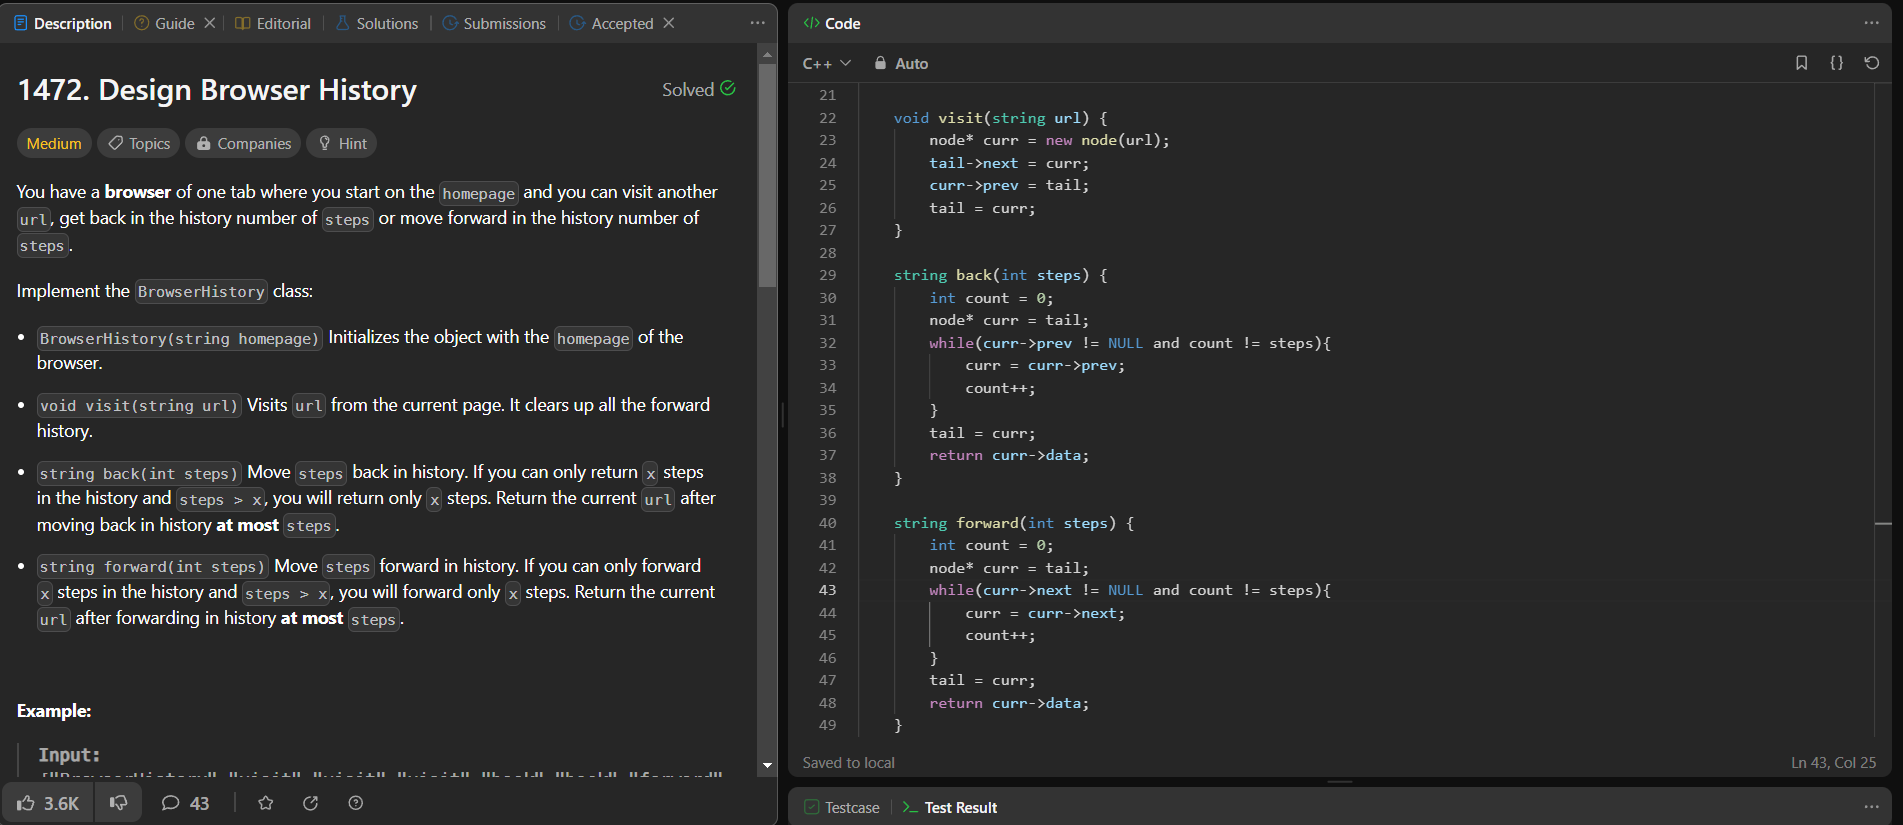 Description
Guide
Editorial
Solutions
Submissions
Accepted
1472. Design Browser History
Solved
Medium
Topics
Companies
Hint
You have a browser of one tab where you start on the homepage and you can visit another
url, get back in the history number of steps or move forward in the history number of
steps.
Implement the BrowserHistory class:
• BrowserHistory(string homepage) Initializes the object with the homepage of the
browser.
• void visit(string url) Visits url from the current page. It clears up all the forward
history.
• string back(int steps) Move steps back in history. If you can only return x steps
in the history and steps > x, you will return only x steps. Return the current url after
moving back in history at most steps.
• string forward(int steps) Move steps forward in history. If you can only forward
x steps in the history and steps > x, you will forward only x steps. Return the current
url after forwarding in history at most steps.
Example:
Input:
3.6K
43
</> Code
C++
Auto
{}
21
22 void visit(string url) {
23 node* curr = new node(url);
24 tail->next = curr;
25 curr->prev = tail;
26 tail = curr;
27 }
28
29 string back(int steps) {
30 int count = 0;
31 node* curr = tail;
32 while(curr->prev != NULL and count != steps){
33 curr = curr->prev;
34 count++;
35 }
36 tail = curr;
37 return curr->data;
38 }
39
40 string forward(int steps) {
41 int count = 0;
42 node* curr = tail;
43 while(curr->next != NULL and count != steps){
44 curr = curr->next;
45 count++;
46 }
47 tail = curr;
48 return curr->data;
49 }
Saved to local
Ln 43, Col 25
Testcase
Test Result